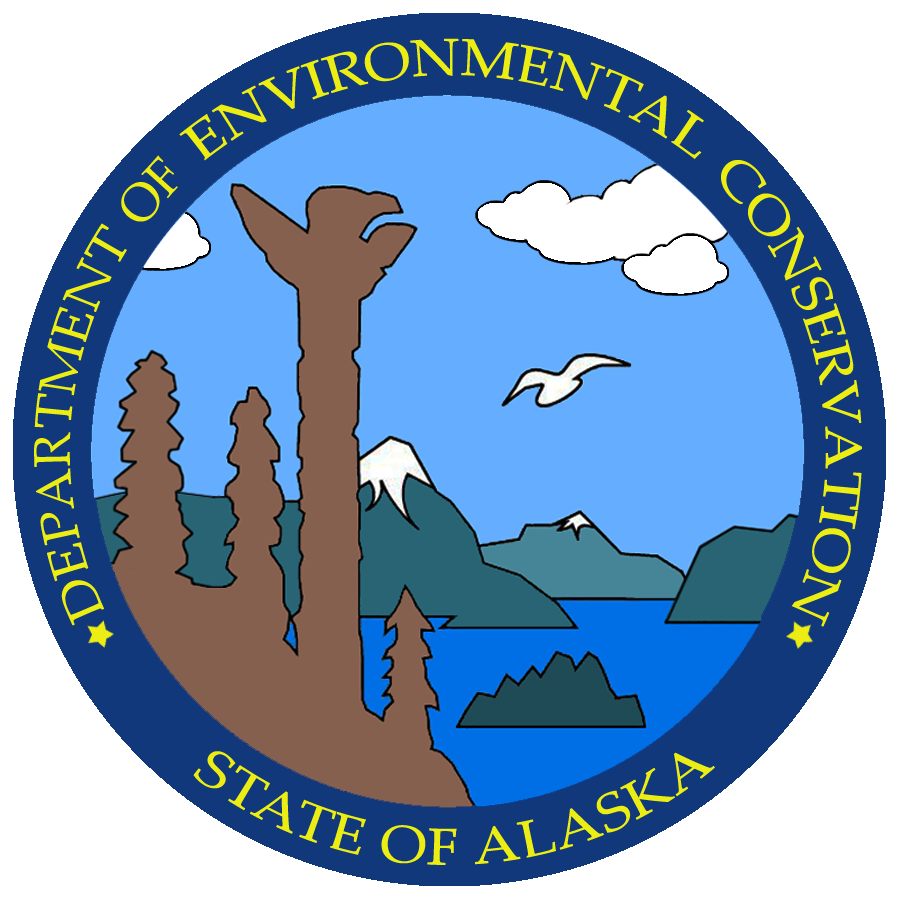 DEPARTMENT OF ENVIRONMENTAL CONSERVATION
STATE OF ALASKA